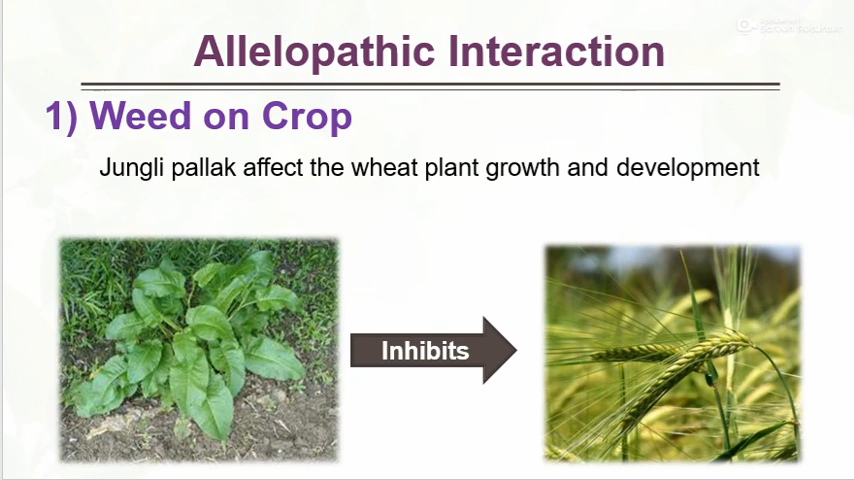 Allelopathic Interaction
1) Weed on Crop
Jungli pallak affect the wheat plant growth and development
Inhibits